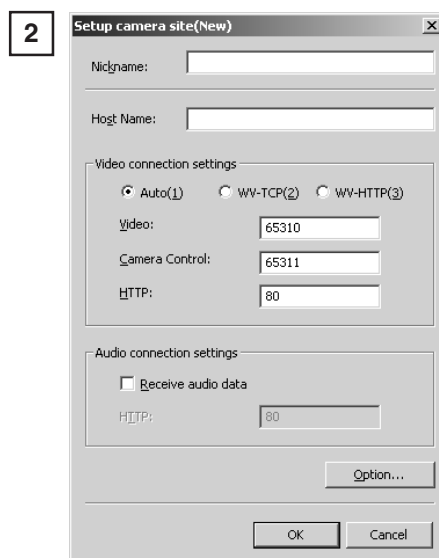 2
Setup camera site(New)
Nickname:
Host Name:
Video connection settings
Auto(1) WV-TCP(2) WV-HTTP(3)
Video: 65310
Camera Control: 65311
HTTP: 80
Audio connection settings
Receive audio data
HTTP: 80
Option...
OK Cancel